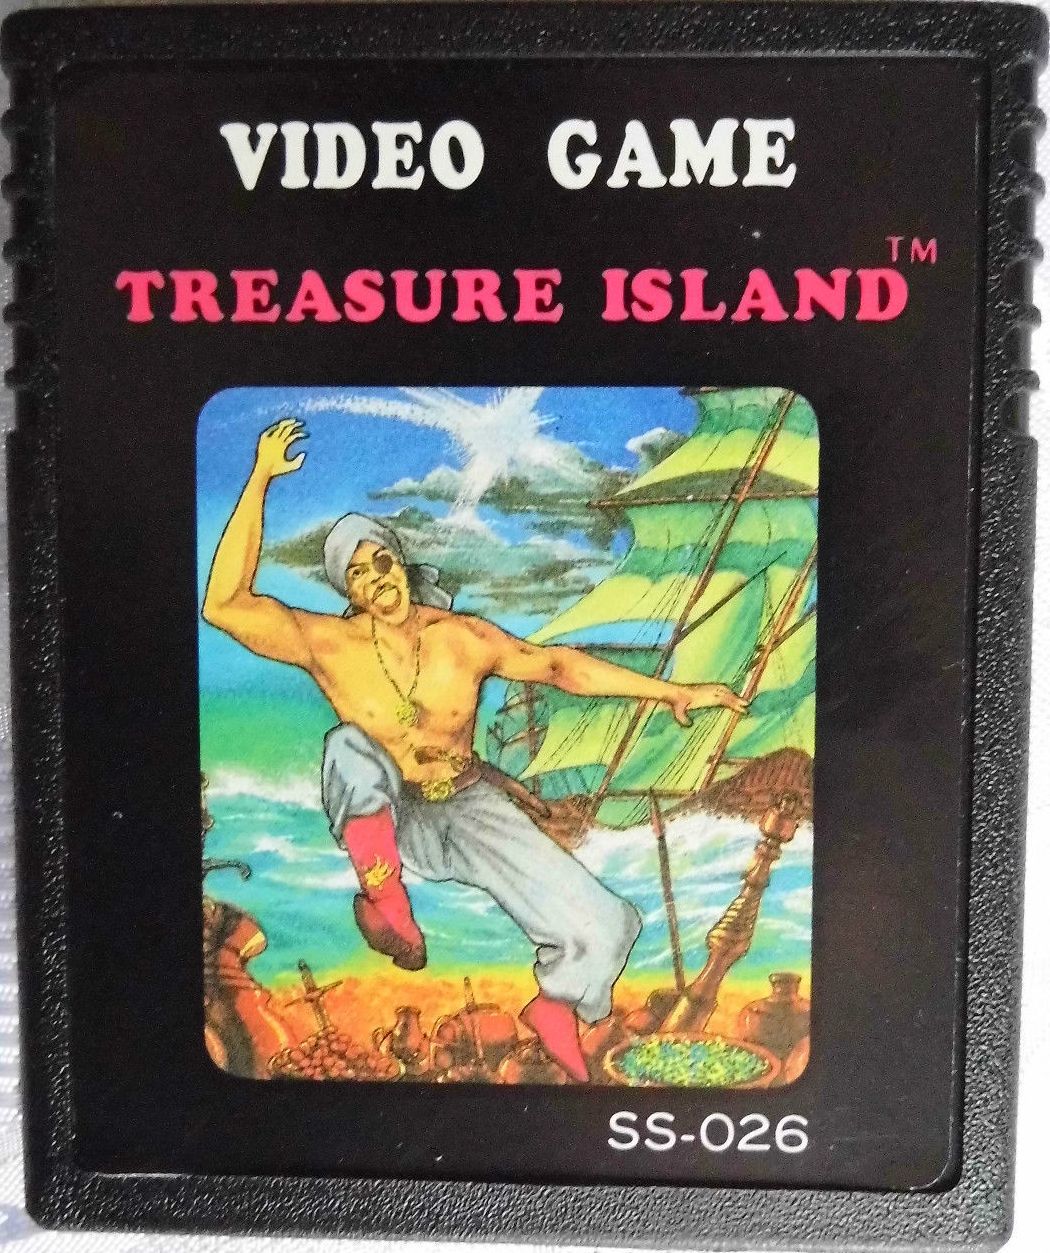 VIDEO GAME
TREASURE ISLAND™
SS-026